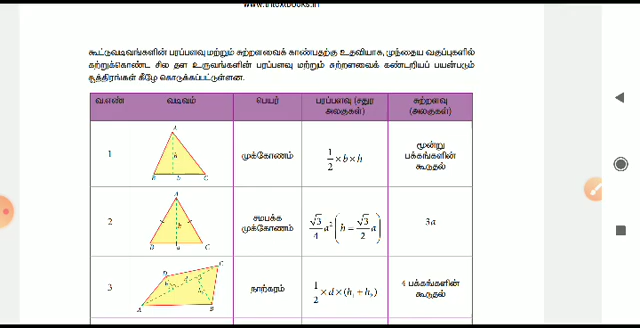 www.tntextbooks.in
கூட்டுவடிவங்களின் பரப்பளவு மற்றும் சுற்றளவைக் காண்பதற்கு உதவியாக, முந்தைய வகுப்புகளில்
கற்றுக்கொண்ட சில தள உருவங்களின் பரப்பளவு மற்றும் சுற்றளவைக் கண்டறியப் பயன்படும்
சூத்திரங்கள் கீழே கொடுக்கப்பட்டுள்ளன.
வ.எண் வடிவம் பெயர் பரப்பளவு (சதுர அலகுகள்) சுற்றளவு (அலகுகள்)
1 A h B b C முக்கோணம் 1/2 × b × h மூன்று பக்கங்களின் கூடுதல்
2 A h B a C சமபக்க முக்கோணம் √3/4 a² (h = √3/2 a) 3a
3 D C A B நாற்கரம் 1/2 × d × (h₁ + h₂) 4 பக்கங்களின் கூடுதல்